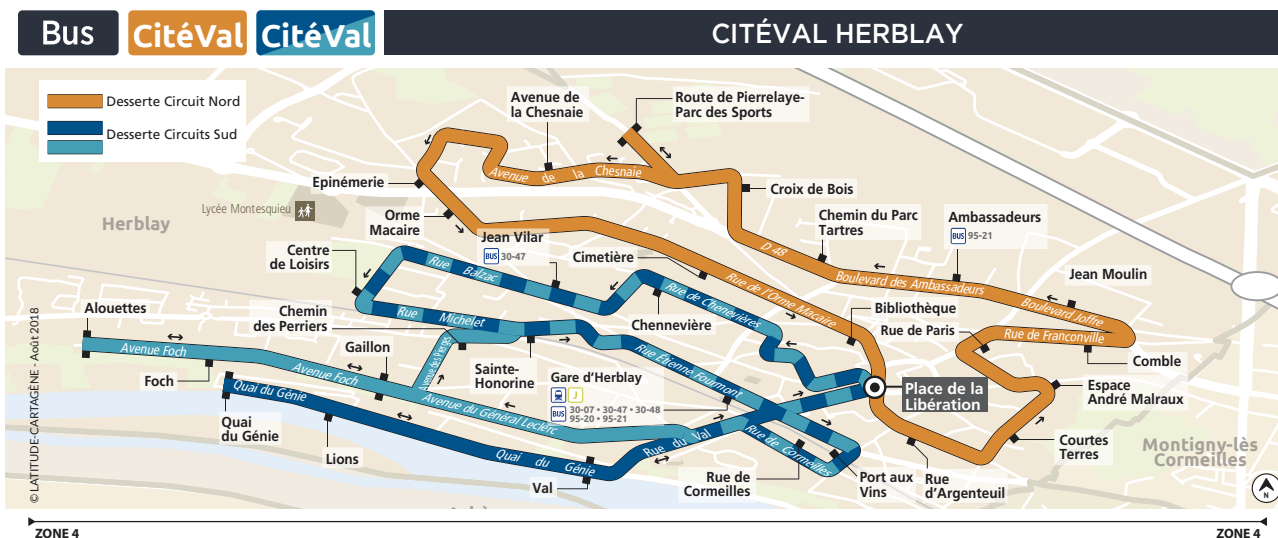 Bus
CitéVal
CitéVal
CITÉVAL HERBLAY
Desserte Circuit Nord
Desserte Circuits Sud
Avenue de
la Chesnaie
Route de Pierrelaye-
Parc des Sports
Avenue de la Chesnaie
Epinémerie
Croix de Bois
Lycée Montesquieu
Herblay
Orme
Macaire
Chemin du Parc
Tartres
Ambassadeurs
BUS 95-21
Jean Vilar
BUS 30-47
Centre
de Loisirs
Cimetière
D 48
Jean Moulin
Rue Balzac
Rue de l'Orme Macaire
Boulevard des Ambassadeurs
Boulevard Joffre
Alouettes
Chemin
des Perriers
Rue Michelet
Chennevière
Rue de Chenevières
Bibliothèque
Rue de Paris
Rue de Franconville
Avenue Foch
Gaillon
Rue Étienne Fourmont
Comble
Foch
Avenue Foch
Avenue des Pierges
Sainte-
Honorine
Gare d'Herblay
J
BUS 30-07 • 30-47 • 30-48
95-20 • 95-21
Place de la
Libération
Espace
André Malraux
Quai du Génie
Avenue du Général Leclerc
Quai
du Génie
Lions
Quai du Génie
Rue du Val
Rue de Cormeilles
Courtes
Terres
Montigny-lès
Cormeilles
Val
Rue de
Cormeilles
Port aux
Vins
Rue
d'Argenteuil
N
© LATITUDE-CARTAGÈNE - Août 2018
ZONE 4
ZONE 4